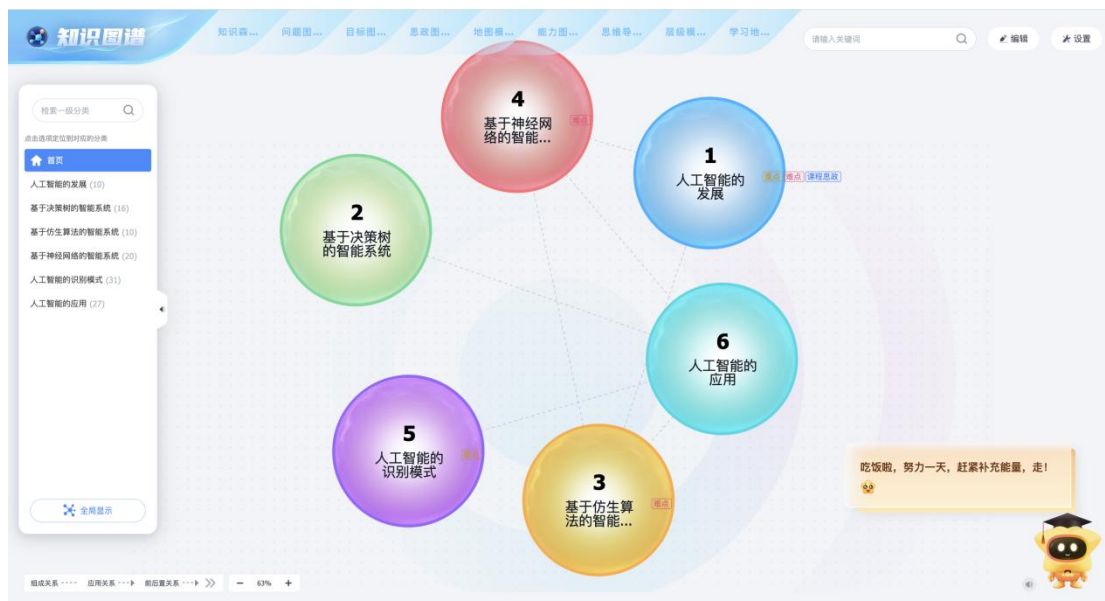 知识图谱
知识森...
问题图...
目标图...
思政图...
地图模...
能力图...
思维导...
层级模...
学习地...
请输入关键词
编辑
设置
检索一级分类
点击选项定位到对应的分类
首页
人工智能的发展 (10)
基于决策树的智能系统 (16)
基于仿生算法的智能系统 (10)
基于神经网络的智能系统 (20)
人工智能的识别模式 (31)
人工智能的应用 (27)
全局显示
4
基于神经网
络的智能...
难点
1
人工智能的
发展
重点
难点
课程思政
2
基于决策树
的智能系统
6
人工智能的
应用
5
人工智能的
识别模式
3
基于仿生算
法的智能...
难点
吃饭啦，努力一天，赶紧补充能量，走！
组成关系
应用关系
前后置关系
63%